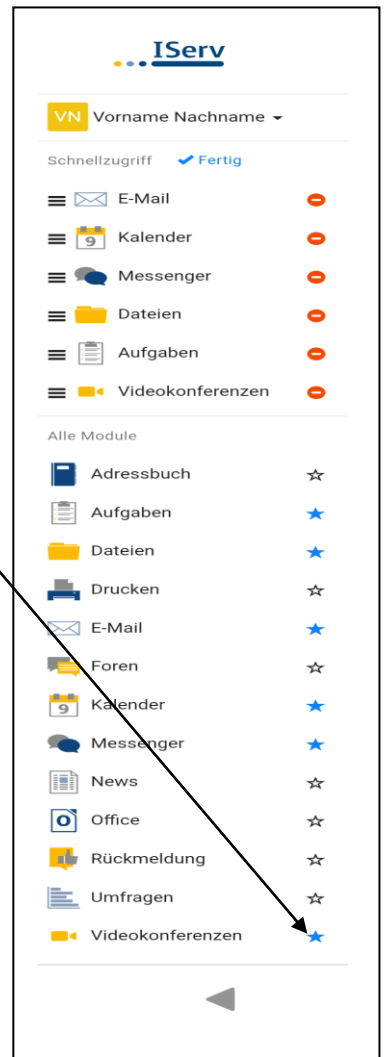 IServ
VN Vorname Nachname
Schnellzugriff Fertig
E-Mail
9 Kalender
Messenger
Dateien
Aufgaben
Videokonferenzen
Alle Module
Adressbuch
Aufgaben
Dateien
Drucken
E-Mail
Foren
9 Kalender
Messenger
News
O Office
Rückmeldung
Umfragen
Videokonferenzen